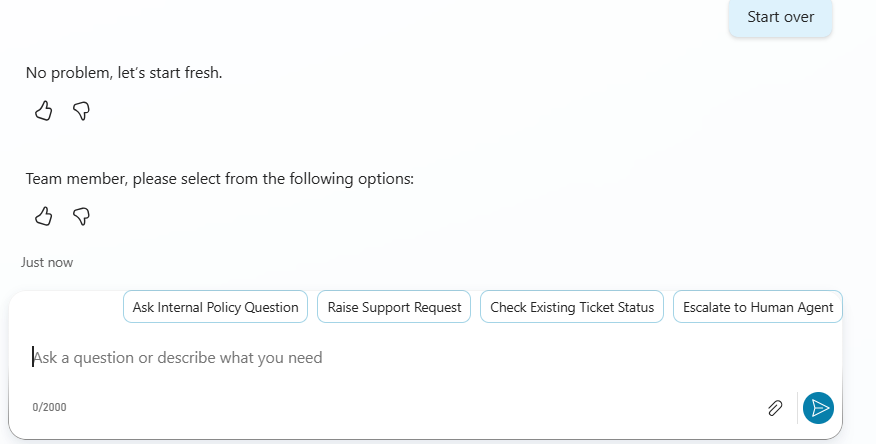 Start over
No problem, let’s start fresh.
Team member, please select from the following options:
Just now
Ask Internal Policy Question
Raise Support Request
Check Existing Ticket Status
Escalate to Human Agent
Ask a question or describe what you need
0/2000